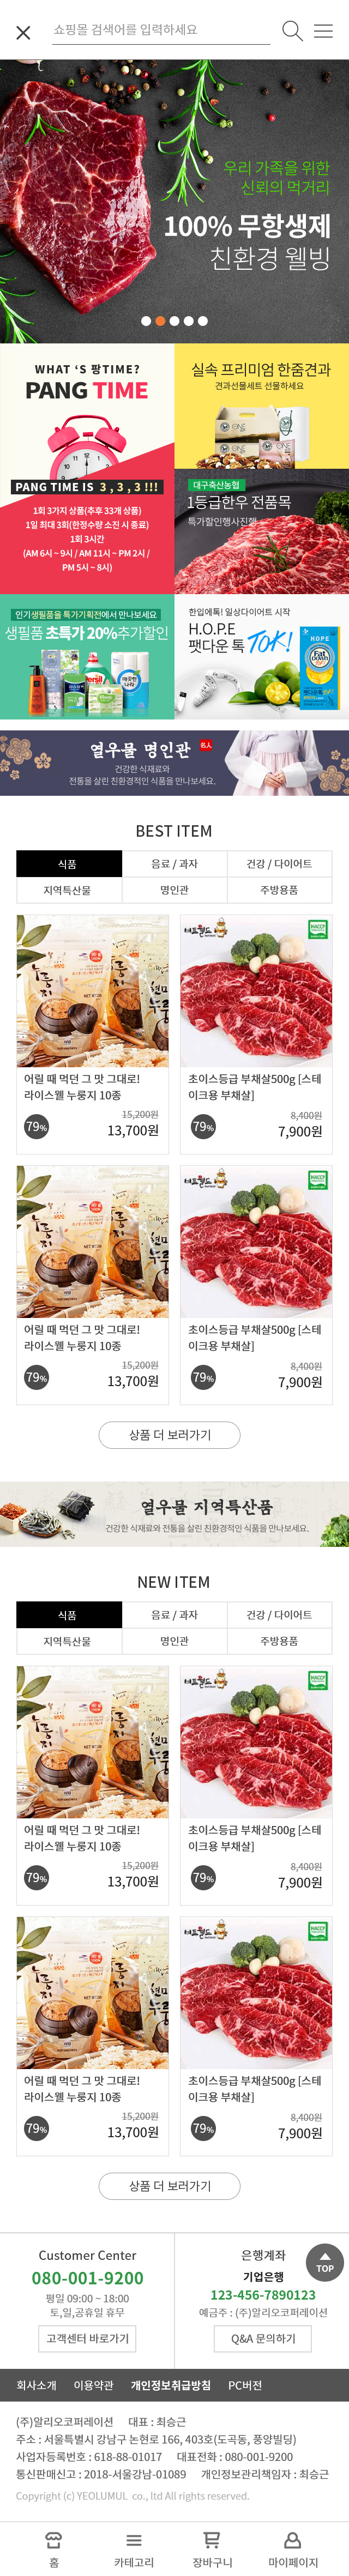 쇼핑몰 검색어를 입력하세요
우리 가족을 위한
신뢰의 먹거리
100% 무항생제
친환경 웰빙
WHAT 'S 팡TIME?
PANG TIME
PANG TIME IS 3 , 3 , 3 !!!
1회 3가지 상품(추후 33개 상품)
1일 최대 3회(한정수량 소진 시 종료)
1회 3시간
(AM 6시 ~ 9시 / AM 11시 ~ PM 2시 /
PM 5시 ~ 8시)
실속 프리미엄 한줌견과
견과선물세트 선물하세요
대구축산농협
1등급한우 전품목
특가할인행사진행
인기생필품을 특가기획전에서 만나보세요
생필품 초특가 20%추가할인
한입에톡! 일상다이어트 시작
H.O.P.E
팻다운 톡
TOK!
HOPE
Fat Down
열우물 명인관
名人
건강한 식재료와
전통을 살린 친환경적인 식품을 만나보세요.
BEST ITEM
식품
음료 / 과자
건강 / 다이어트
지역특산물
명인관
주방용품
어릴 때 먹던 그 맛 그대로!
라이스웰 누룽지 10종
79%
15,200원
13,700원
초이스등급 부채살500g [스테
이크용 부채살]
79%
8,400원
7,900원
어릴 때 먹던 그 맛 그대로!
라이스웰 누룽지 10종
79%
15,200원
13,700원
초이스등급 부채살500g [스테
이크용 부채살]
79%
8,400원
7,900원
상품 더 보러가기
열우물 지역특산품
건강한 식재료와 전통을 살린 친환경적인 식품을 만나보세요.
NEW ITEM
식품
음료 / 과자
건강 / 다이어트
지역특산물
명인관
주방용품
어릴 때 먹던 그 맛 그대로!
라이스웰 누룽지 10종
79%
15,200원
13,700원
초이스등급 부채살500g [스테
이크용 부채살]
79%
8,400원
7,900원
어릴 때 먹던 그 맛 그대로!
라이스웰 누룽지 10종
79%
15,200원
13,700원
초이스등급 부채살500g [스테
이크용 부채살]
79%
8,400원
7,900원
상품 더 보러가기
Customer Center
080-001-9200
평일 09:00 ~ 18:00
토,일,공휴일 휴무
고객센터 바로가기
은행계좌
기업은행
123-456-7890123
예금주 : (주)알리오코퍼레이션
Q&A 문의하기
TOP
회사소개 이용약관 개인정보취급방침 PC버전
(주)알리오코퍼레이션 대표 : 최승근
주소 : 서울특별시 강남구 논현로 166, 403호(도곡동, 풍양빌딩)
사업자등록번호 : 618-88-01017 대표전화 : 080-001-9200
통신판매신고 : 2018-서울강남-01089 개인정보관리책임자 : 최승근
Copyright (c) YEOLUMUL co., ltd All rights reserved.
홈
카테고리
장바구니
마이페이지